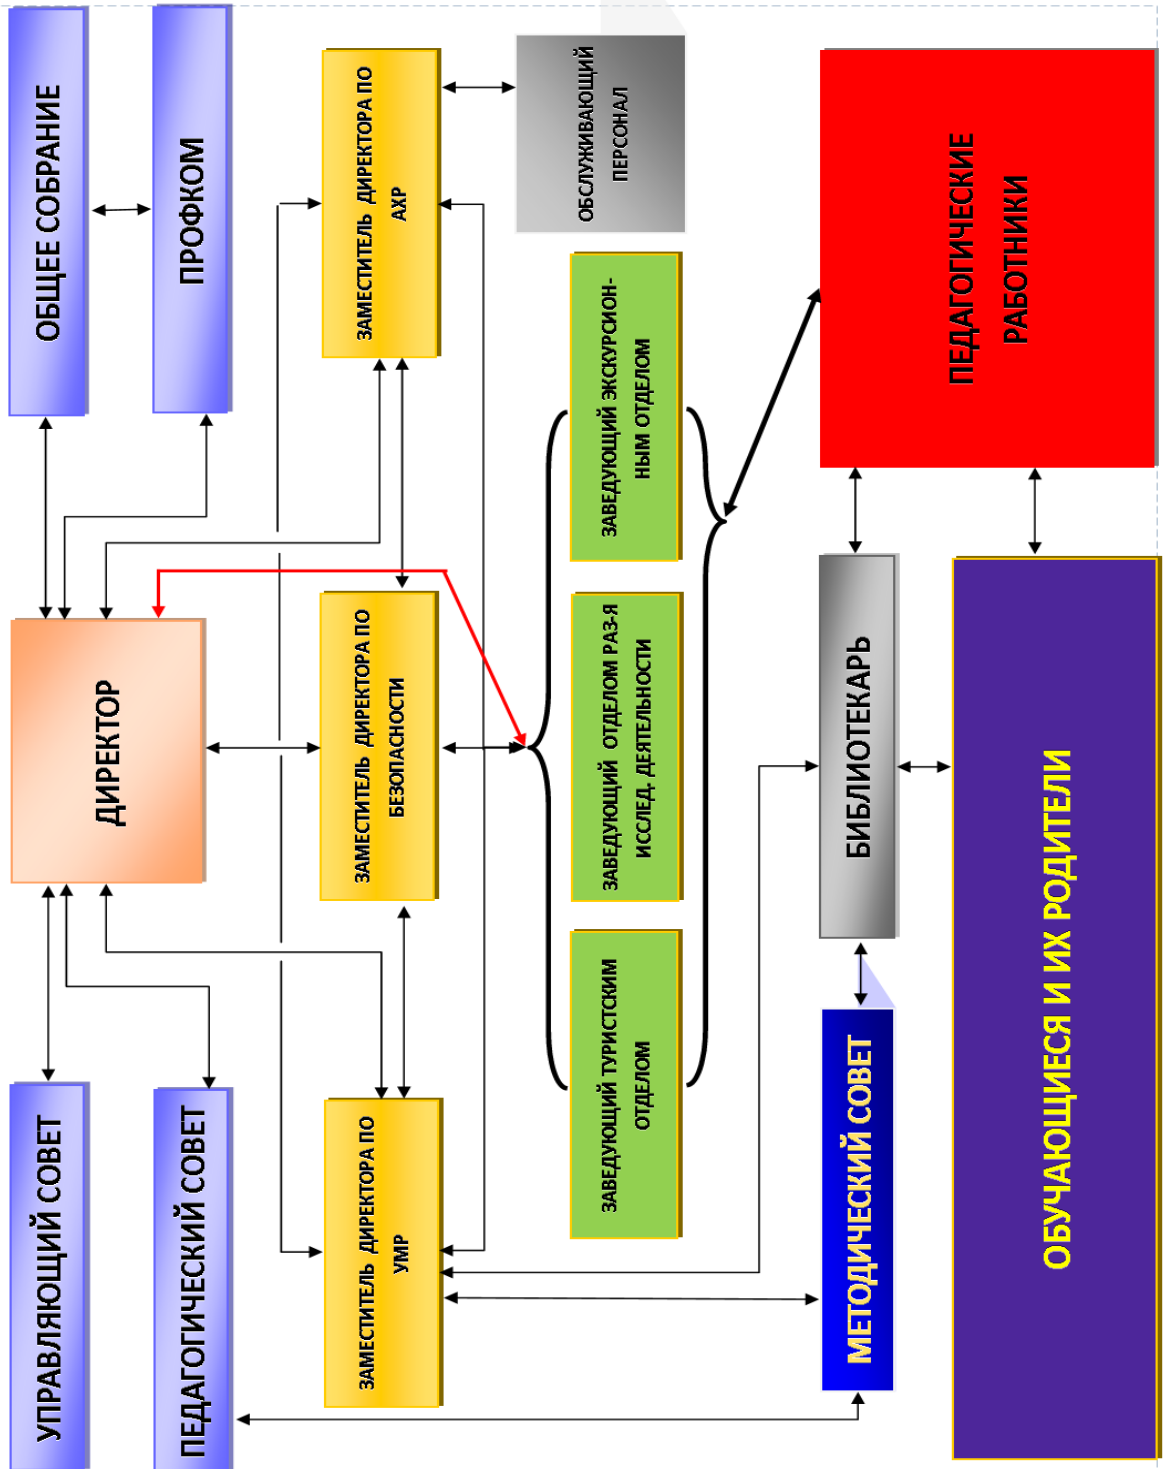 УПРАВЛЯЮЩИЙ СОВЕТ
ДИРЕКТОР
ОБЩЕЕ СОБРАНИЕ
ПЕДАГОГИЧЕСКИЙ СОВЕТ
ПРОФКОМ
ЗАМЕСТИТЕЛЬ ДИРЕКТОРА ПО
УМР
ЗАМЕСТИТЕЛЬ ДИРЕКТОРА ПО
БЕЗОПАСНОСТИ
ЗАМЕСТИТЕЛЬ ДИРЕКТОРА ПО
АХР
ОБСЛУЖИВАЮЩИЙ
ПЕРСОНАЛ
ЗАВЕДУЮЩИЙ ТУРИСТСКИМ
ОТДЕЛОМ
ЗАВЕДУЮЩИЙ ОТДЕЛОМ РАЗ-Я
ИССЛЕД. ДЕЯТЕЛЬНОСТИ
ЗАВЕДУЮЩИЙ ЭКСКУРСИОН-
НЫМ ОТДЕЛОМ
МЕТОДИЧЕСКИЙ СОВЕТ
БИБЛИОТЕКАРЬ
ПЕДАГОГИЧЕСКИЕ
РАБОТНИКИ
ОБУЧАЮЩИЕСЯ И ИХ РОДИТЕЛИ